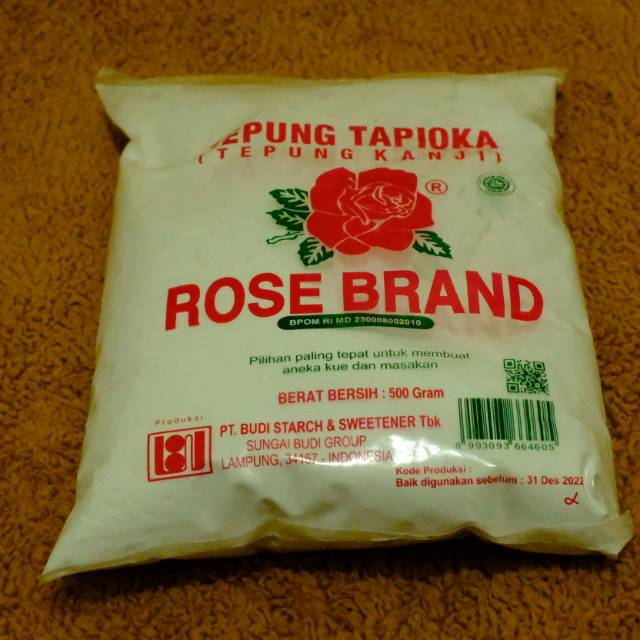 EPUNG TAPIOKA
(TEPUNG KANJI)
®
ROSE BRAND
BPOM RI MD 230008002010
Pilihan paling tepat untuk membuat
aneka kue dan masakan
BERAT BERSIH : 500 Gram
Produksi
PT. BUDI STARCH & SWEETENER Tbk
SUNGAI BUDI GROUP
LAMPUNG, 34167 - INDONESIA
8 993093 664605
Kode Produksi :
Baik digunakan sebelum : 31 Des 2022
α